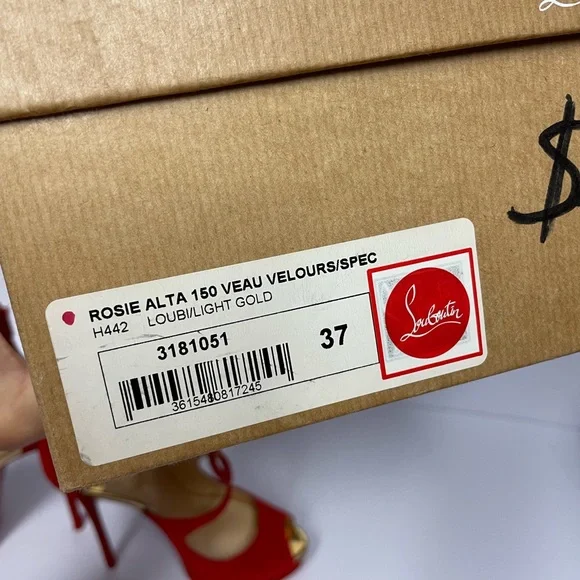 $
ROSIE ALTA 150 VEAU VELOURS/SPEC
H442 LOUBI/LIGHT GOLD
3181051
37
3615480817245
Louboutin